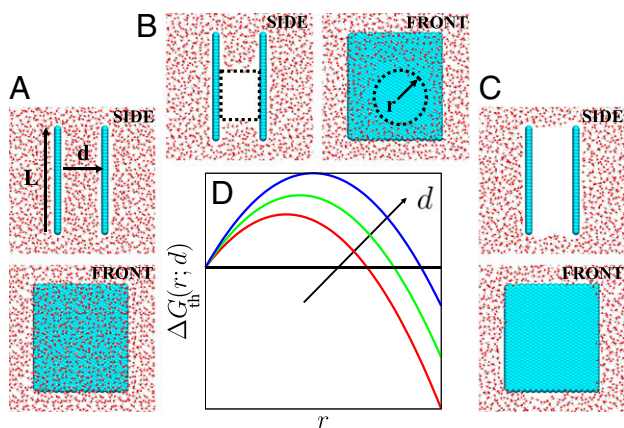 B
SIDE
FRONT
r
A
SIDE
L
d
FRONT
C
SIDE
FRONT
D
d
ΔG_th(r; d)
r